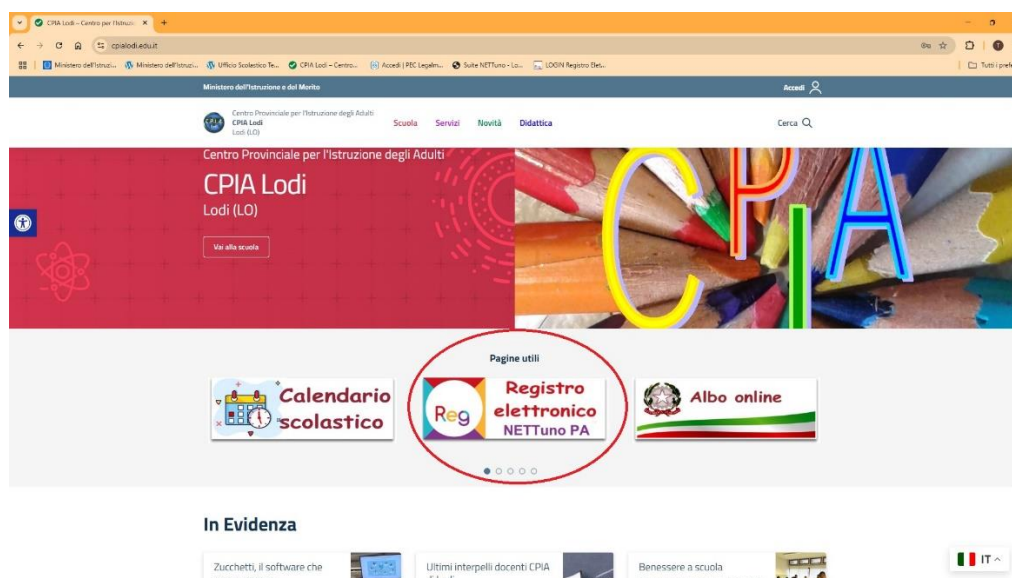 CPIA Lodi – Centro per l'Istruzi
cpialodi.edu.it
Ministero dell'Istruzi... Ministero dell'Istruzi... Ufficio Scolastico Te... CPIA Lodi – Centro... Accedi | PEC Legalm... Suite NETTuno - Lo... LOGIN Registro Elet... Tutti i prefe
Ministero dell'Istruzione e del Merito
Accedi
Centro Provinciale per l'Istruzione degli Adulti
CPIA Lodi
Lodi (LO)
Scuola Servizi Novità Didattica
Cerca
Centro Provinciale per l'Istruzione degli Adulti
CPIA Lodi
Lodi (LO)
Vai alla scuola
CPIA
Pagine utili
Calendario
scolastico
Reg
Registro
elettronico
NETTuno PA
Albo online
In Evidenza
Zucchetti, il software che
Ultimi interpelli docenti CPIA
Benessere a scuola
IT